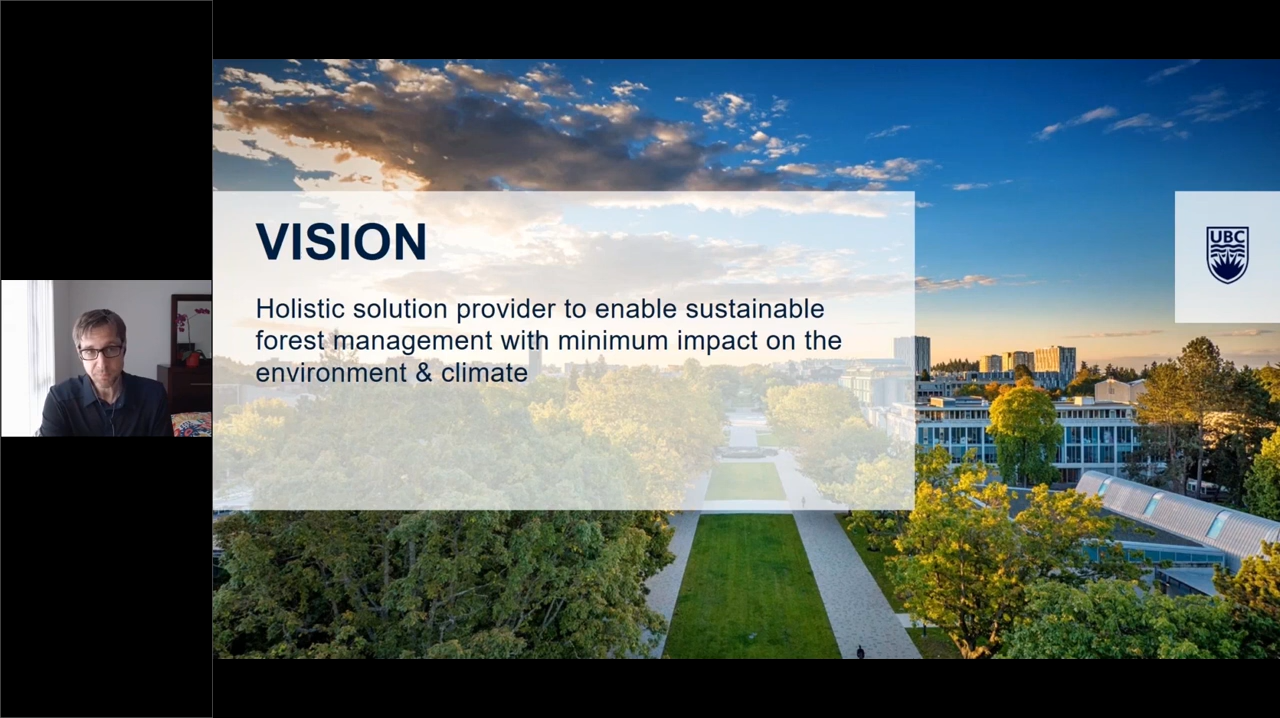 VISION
Holistic solution provider to enable sustainable
forest management with minimum impact on the
environment & climate
UBC